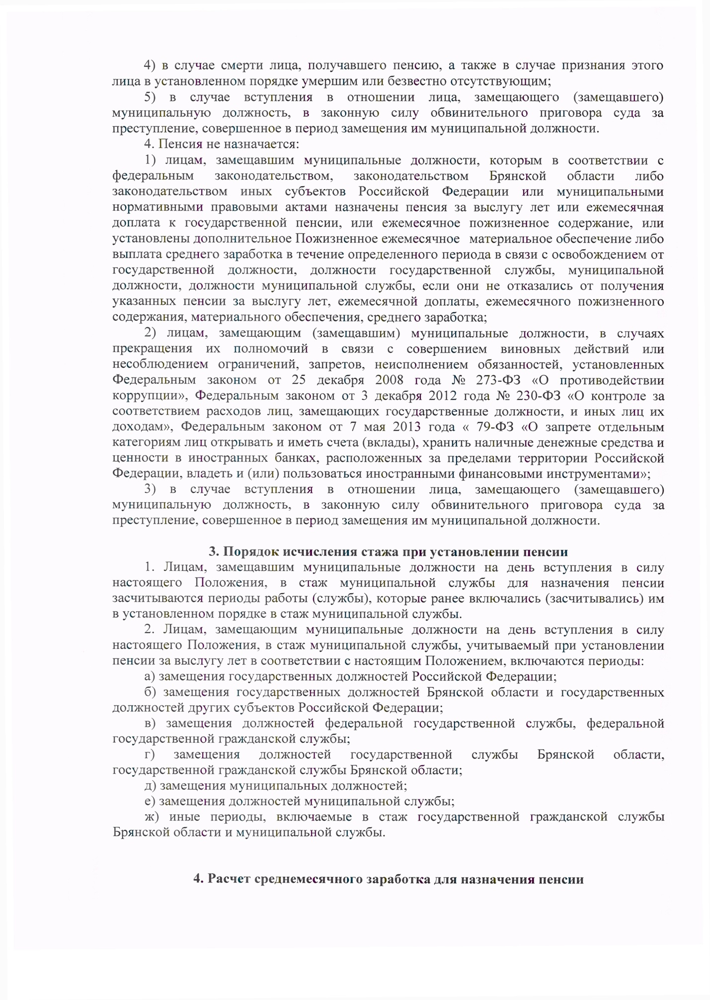 4) в случае смерти лица, получавшего пенсию, а также в случае признания этого
лица в установленном порядке умершим или безвестно отсутствующим;
5) в случае вступления в отношении лица, замещающего (замещавшего)
муниципальную должность, в законную силу обвинительного приговора суда за
преступление, совершенное в период замещения им муниципальной должности.
4. Пенсия не назначается:
1) лицам, замещавшим муниципальные должности, которым в соответствии с
федеральным законодательством, законодательством Брянской области либо
законодательством иных субъектов Российской Федерации или муниципальными
нормативными правовыми актами назначены пенсия за выслугу лет или ежемесячная
доплата к государственной пенсии, или ежемесячное пожизненное содержание, или
установлены дополнительное Пожизненное ежемесячное материальное обеспечение либо
выплата среднего заработка в течение определенного периода в связи с освобождением от
государственной должности, должности государственной службы, муниципальной
должности, должности муниципальной службы, если они не отказались от получения
указанных пенсии за выслугу лет, ежемесячной доплаты, ежемесячного пожизненного
содержания, материального обеспечения, среднего заработка;
2) лицам, замещающим (замещавшим) муниципальные должности, в случаях
прекращения их полномочий в связи с совершением виновных действий или
несоблюдением ограничений, запретов, неисполнением обязанностей, установленных
Федеральным законом от 25 декабря 2008 года № 273-ФЗ «О противодействии
коррупции», Федеральным законом от 3 декабря 2012 года № 230-ФЗ «О контроле за
соответствием расходов лиц, замещающих государственные должности, и иных лиц их
доходам», Федеральным законом от 7 мая 2013 года « 79-ФЗ «О запрете отдельным
категориям лиц открывать и иметь счета (вклады), хранить наличные денежные средства и
ценности в иностранных банках, расположенных за пределами территории Российской
Федерации, владеть и (или) пользоваться иностранными финансовыми инструментами»;
3) в случае вступления в отношении лица, замещающего (замещавшего)
муниципальную должность, в законную силу обвинительного приговора суда за
преступление, совершенное в период замещения им муниципальной должности.
3. Порядок исчисления стажа при установлении пенсии
1. Лицам, замещавшим муниципальные должности на день вступления в силу
настоящего Положения, в стаж муниципальной службы для назначения пенсии
засчитываются периоды работы (службы), которые ранее включались (засчитывались) им
в установленном порядке в стаж муниципальной службы.
2. Лицам, замещающим муниципальные должности на день вступления в силу
настоящего Положения, в стаж муниципальной службы, учитываемый при установлении
пенсии за выслугу лет в соответствии с настоящим Положением, включаются периоды:
а) замещения государственных должностей Российской Федерации;
б) замещения государственных должностей Брянской области и государственных
должностей других субъектов Российской Федерации;
в) замещения должностей федеральной государственной службы, федеральной
государственной гражданской службы;
г) замещения должностей государственной службы Брянской области,
государственной гражданской службы Брянской области;
д) замещения муниципальных должностей;
е) замещения должностей муниципальной службы;
ж) иные периоды, включаемые в стаж государственной гражданской службы
Брянской области и муниципальной службы.
4. Расчет среднемесячного заработка для назначения пенсии